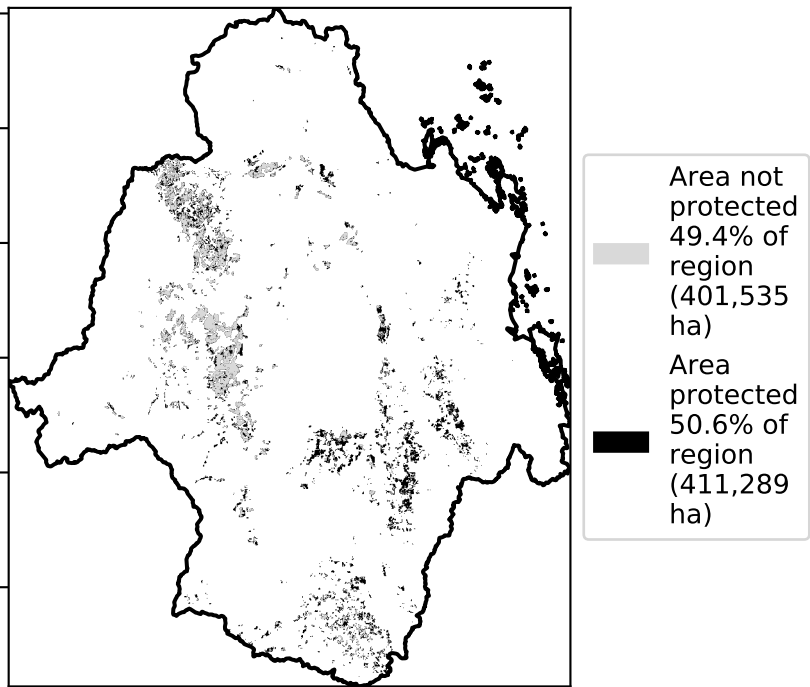 Area not
protected
49.4% of
region
(401,535
ha)
Area
protected
50.6% of
region
(411,289
ha)